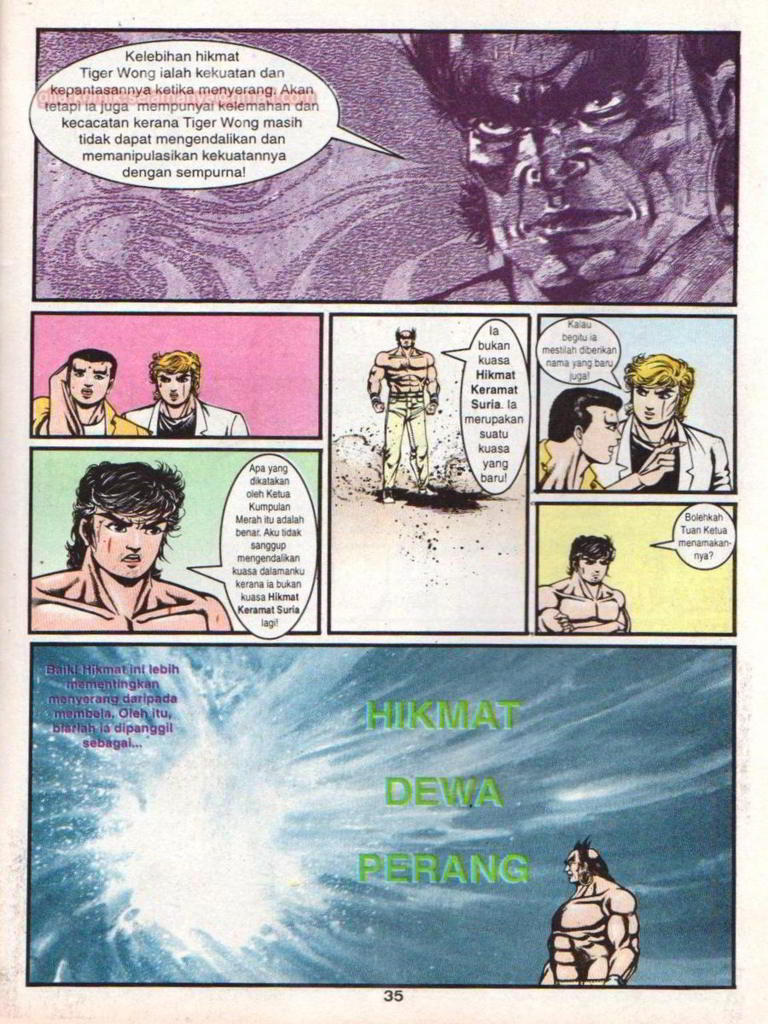 Kelebihan hikmat
Tiger Wong ialah kekuatan dan
kepantasannya ketika menyerang. Akan
tetapi ia juga mempunyai kelemahan dan
kecacatan kerana Tiger Wong masih
tidak dapat mengendalikan dan
memanipulasikan kekuatannya
dengan sempurna!
Ia
bukan
kuasa
Hikmat
Keramat
Suria. Ia
merupakan
suatu
kuasa
yang
baru!
Kalau
begitu ia
mestilah diberikan
nama yang baru
juga!
Apa yang
dikatakan
oleh Ketua
Kumpulan
Merah itu adalah
benar. Aku tidak
sanggup
mengendalikan
kuasa dalamanku
kerana ia bukan
kuasa Hikmat
Keramat Suria
lagi!
Bolehkah
Tuan Ketua
menamakan-
nya?
Baik! Hikmat ini lebih
mementingkan
menyerang daripada
membela. Oleh itu,
biarlah ia dipanggil
sebagai...
HIKMAT
DEWA
PERANG
35